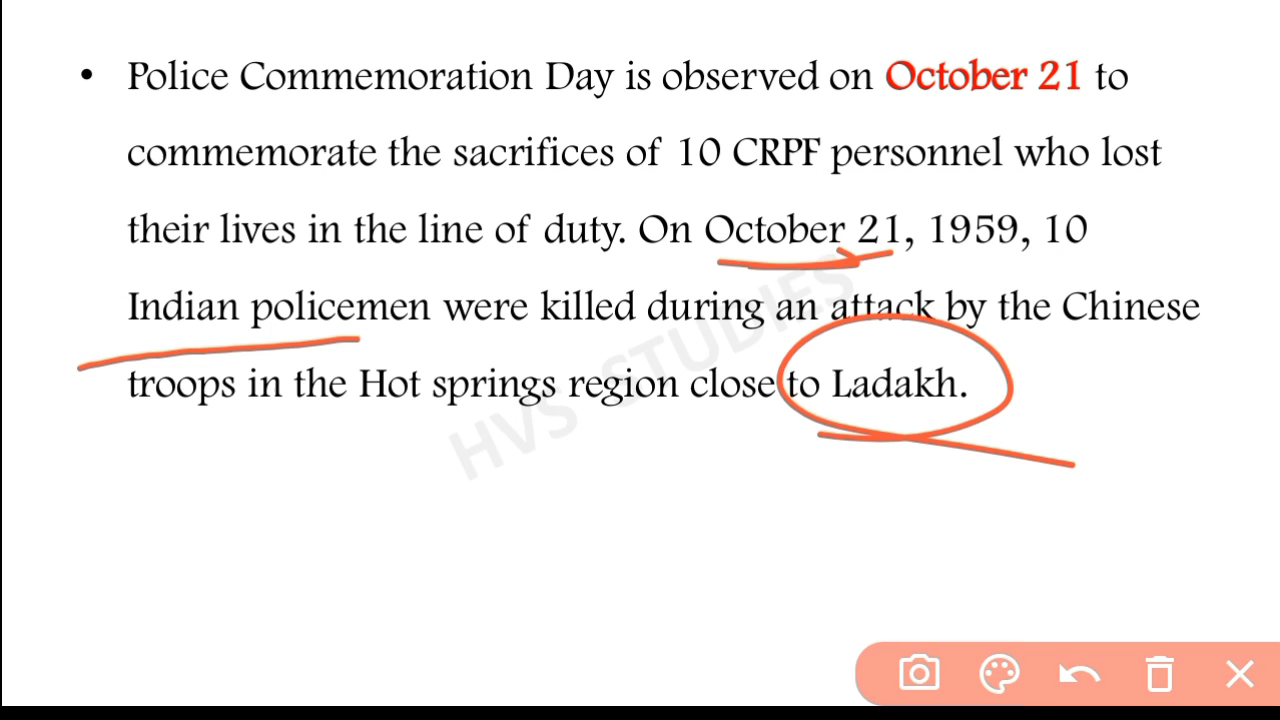 • Police Commemoration Day is observed on October 21 to
commemorate the sacrifices of 10 CRPF personnel who lost
their lives in the line of duty. On October 21, 1959, 10
Indian policemen were killed during an attack by the Chinese
troops in the Hot springs region close to Ladakh.
HVS STUDIES